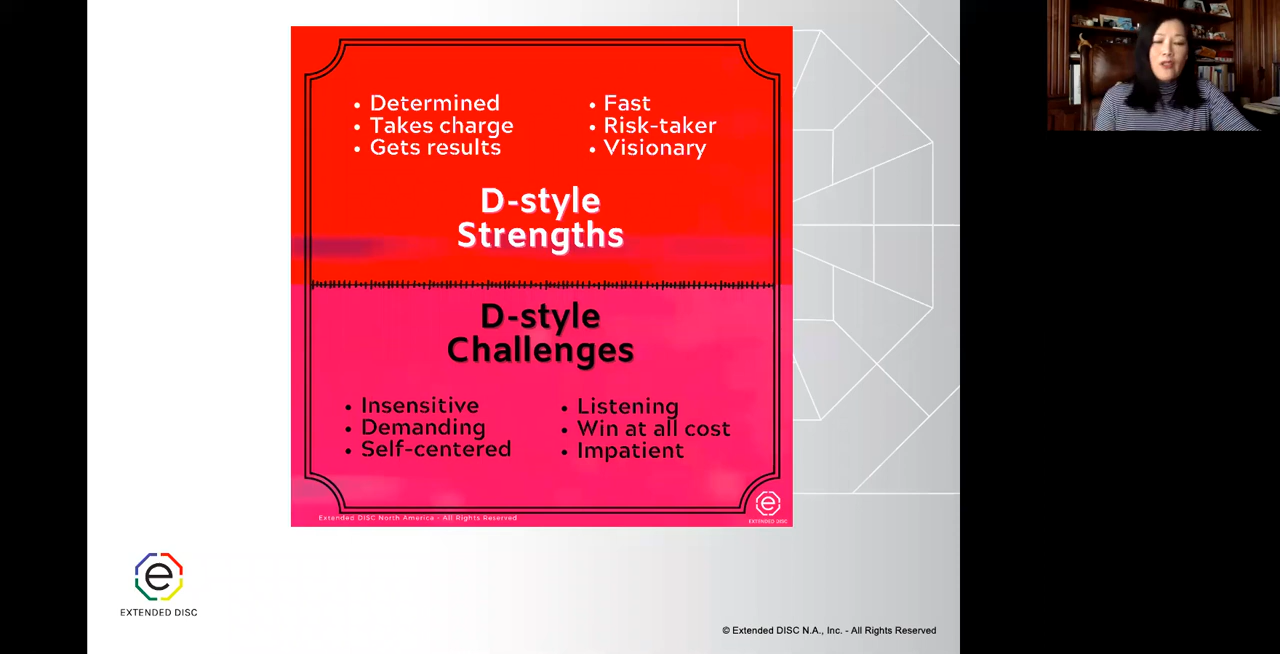 • Determined
• Takes charge
• Gets results
• Fast
• Risk-taker
• Visionary
D-style
Strengths
D-style
Challenges
• Insensitive
• Demanding
• Self-centered
• Listening
• Win at all cost
• Impatient
Extended DISC North America - All Rights Reserved
e
EXTENDED DISC
e
EXTENDED DISC
© Extended DISC N.A., Inc. - All Rights Reserved